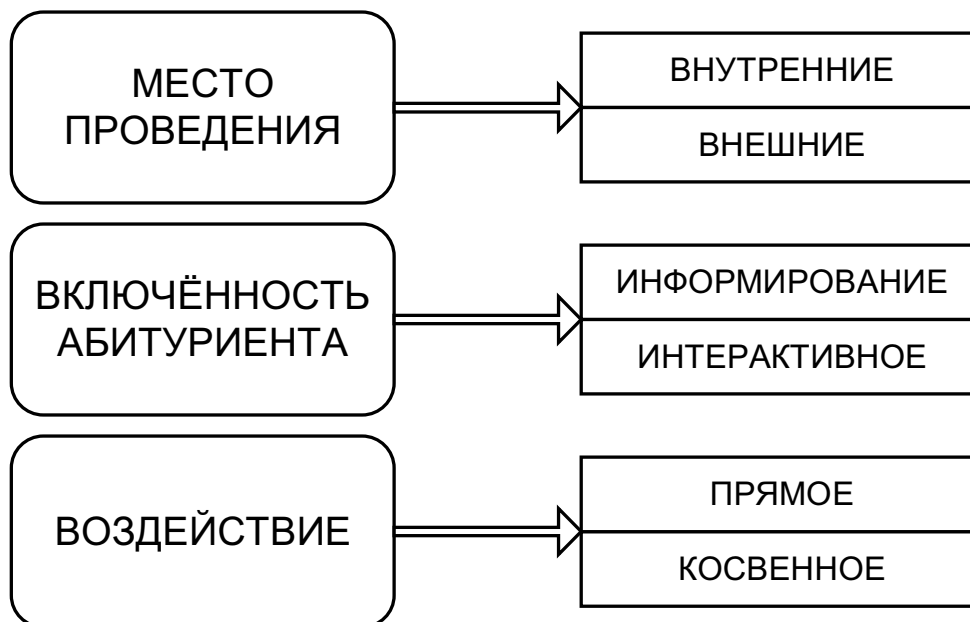 МЕСТО
ПРОВЕДЕНИЯ
ВНУТРЕННИЕ
ВНЕШНИЕ
ВКЛЮЧЁННОСТЬ
АБИТУРИЕНТА
ИНФОРМИРОВАНИЕ
ИНТЕРАКТИВНОЕ
ВОЗДЕЙСТВИЕ
ПРЯМОЕ
КОСВЕННОЕ